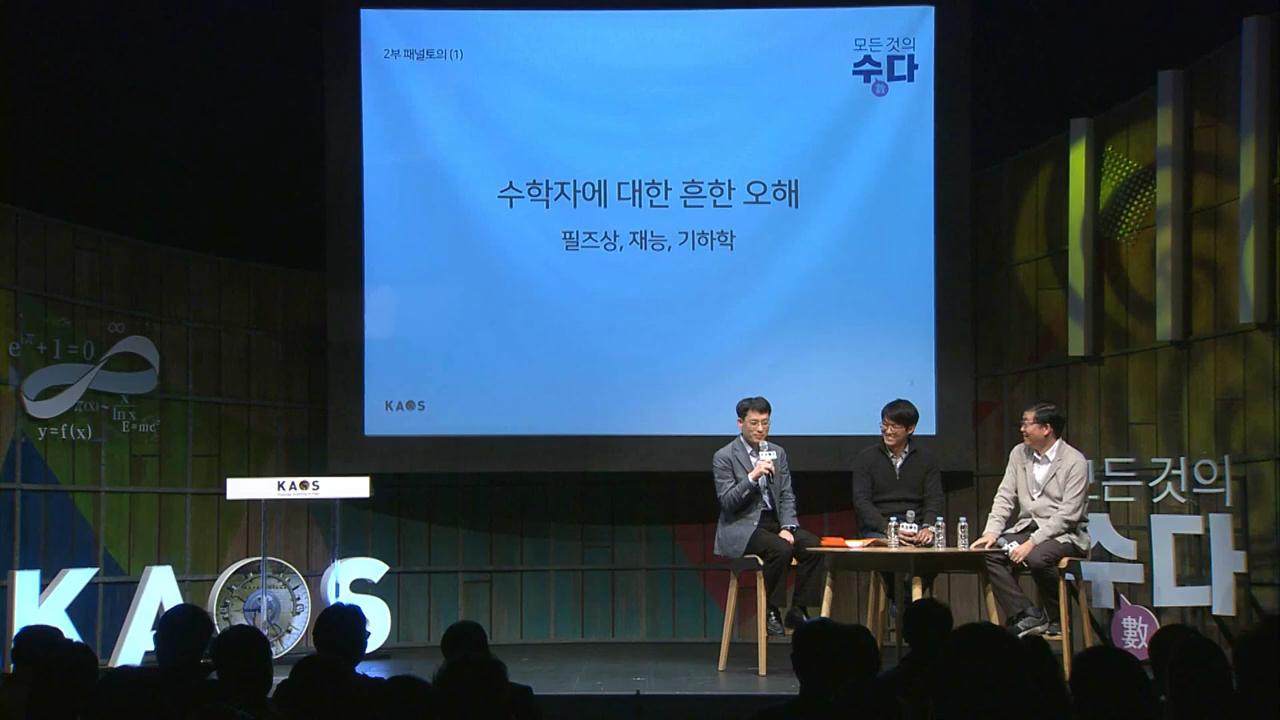 2부 패널토의 (1)
모든 것의
수다
數
수학자에 대한 흔한 오해
필즈상, 재능, 기하학
KAOS
∞
e^{iπ}+1=0
π(x)~x/ln x
E=mc²
y=f(x)
KAOS
KAOS
모든 것의
수다
數